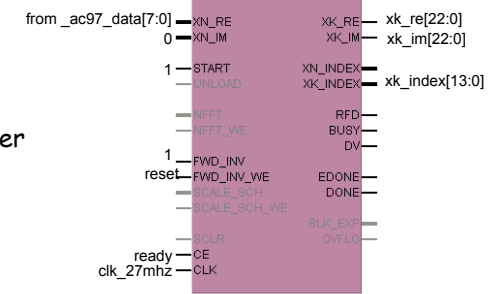 from _ac97_data[7:0] XN_RE XK_RE xk_re[22:0]
0 XN_IM XK_IM xk_im[22:0]
1 START XN_INDEX
UNLOAD XK_INDEX xk_index[13:0]
NFFT RFD
NFFT_WE BUSY
er
DV
1 FWD_INV
reset FWD_INV_WE EDONE
SCALE_SCH DONE
SCALE_SCH_WE
BLK_EXP
SCLR OVFLO
ready CE
clk_27mhz CLK